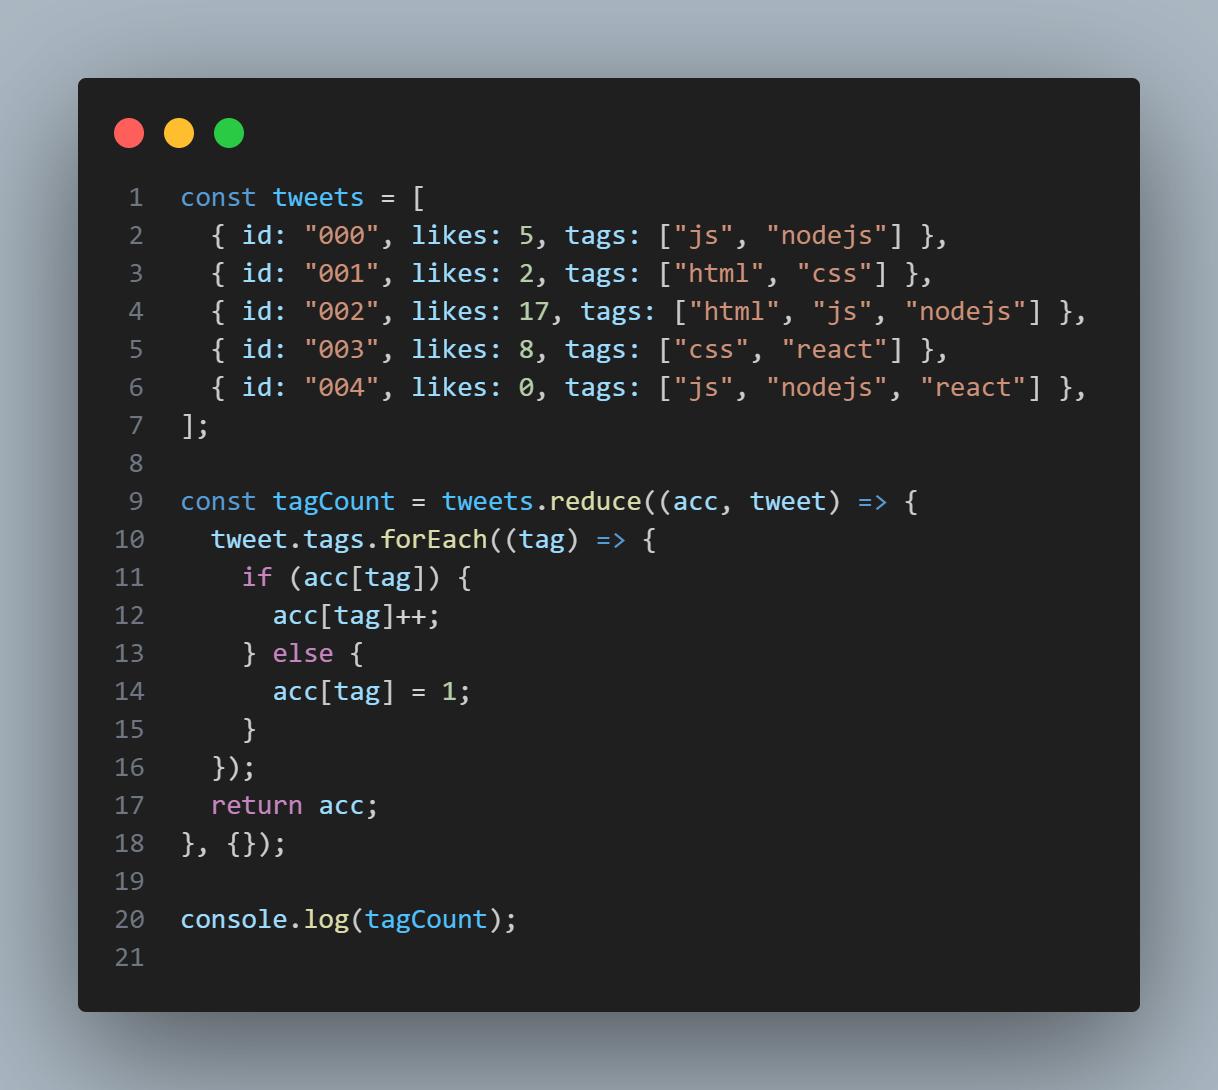 1 const tweets = [
2   { id: "000", likes: 5, tags: ["js", "nodejs"] },
3   { id: "001", likes: 2, tags: ["html", "css"] },
4   { id: "002", likes: 17, tags: ["html", "js", "nodejs"] },
5   { id: "003", likes: 8, tags: ["css", "react"] },
6   { id: "004", likes: 0, tags: ["js", "nodejs", "react"] },
7 ];
8
9 const tagCount = tweets.reduce((acc, tweet) => {
10   tweet.tags.forEach((tag) => {
11     if (acc[tag]) {
12       acc[tag]++;
13     } else {
14       acc[tag] = 1;
15     }
16   });
17   return acc;
18 }, {});
19
20 console.log(tagCount);
21